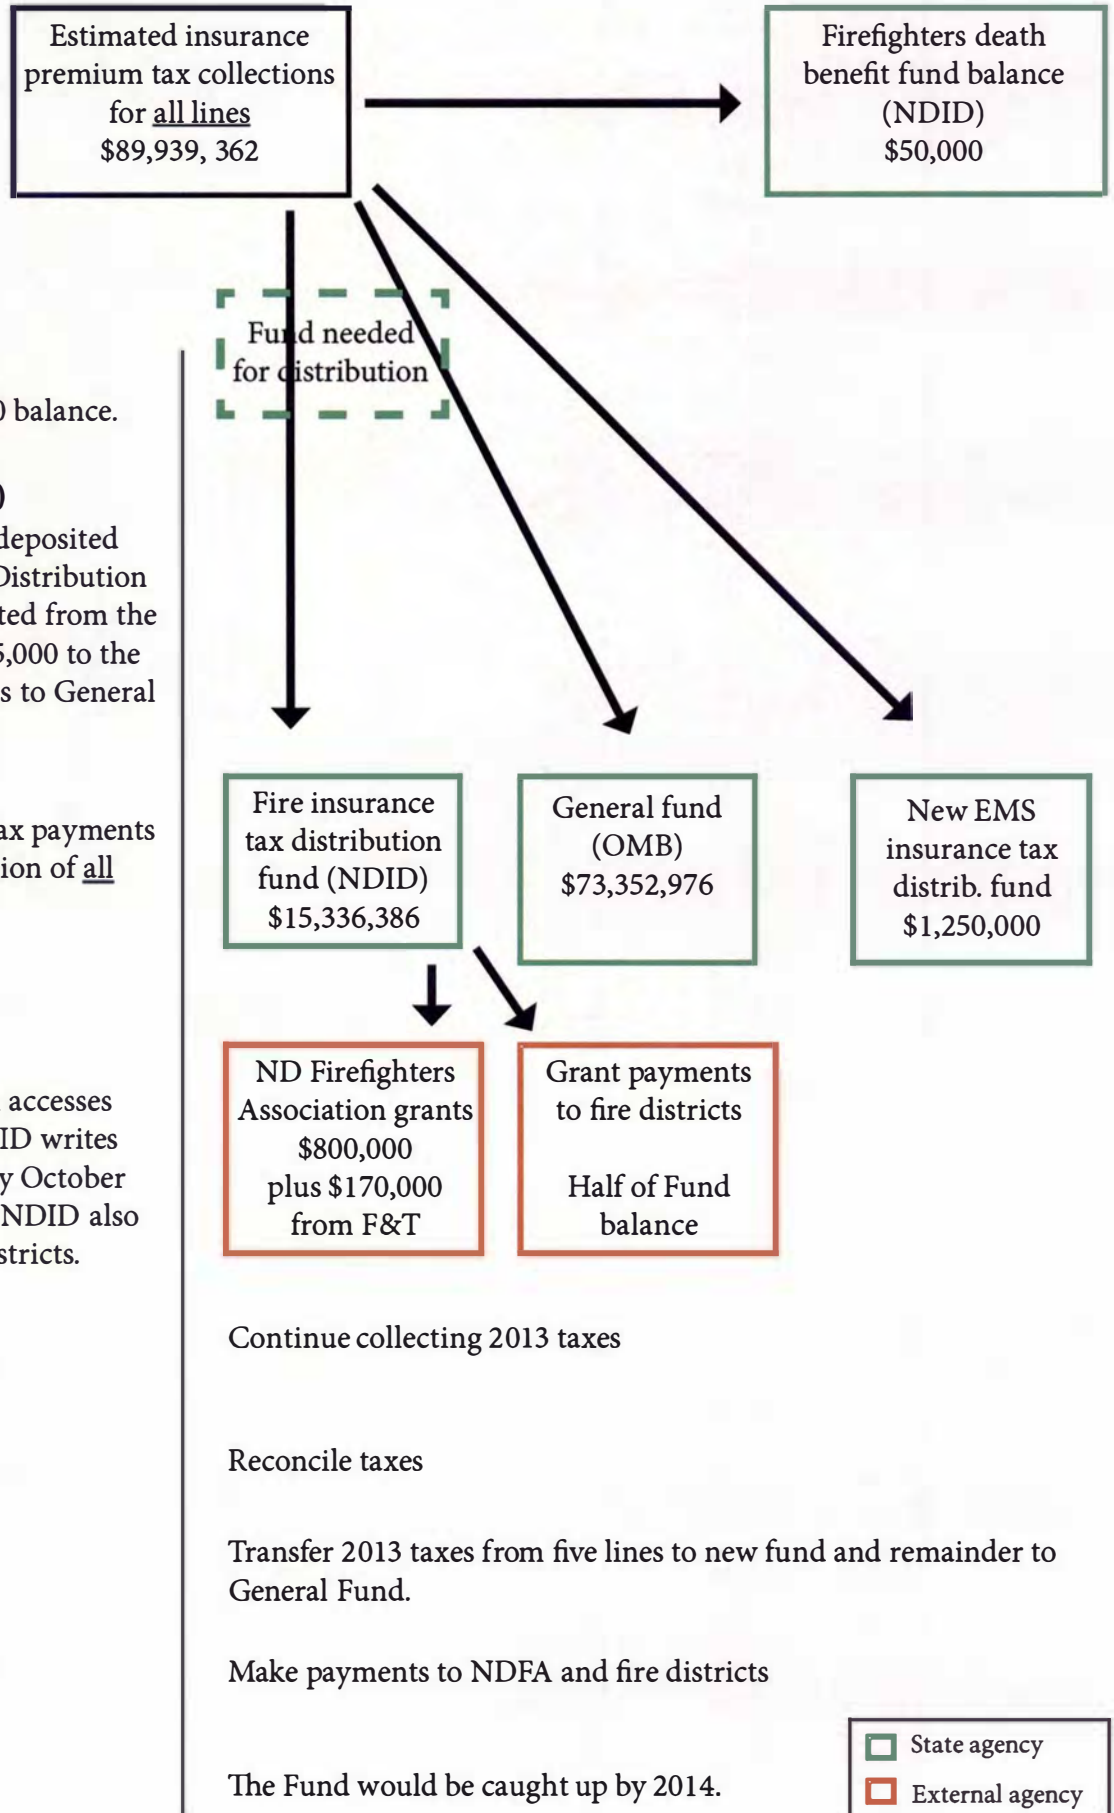 Estimated insurance
premium tax collections
for all lines
$89,939, 362
Firefighters death
benefit fund balance
(NDID)
$50,000
Fund needed
for distribution
balance.
)
deposited
Distribution
from the
to the
to General
tax payments
of all
accesses
writes
October
NDID also
Fire insurance
tax distribution
fund (NDID)
$15,336,386
General fund
(OMB)
$73,352,976
New EMS
insurance tax
distrib. fund
$1,250,000
ND Firefighters
Association grants
$800,000
plus $170,000
from F&T
Grant payments
to fire districts
Half of Fund
balance
Continue collecting 2013 taxes
Reconcile taxes
Transfer 2013 taxes from five lines to new fund and remainder to
General Fund.
Make payments to NDFA and fire districts
The Fund would be caught up by 2014.
State agency
External agency